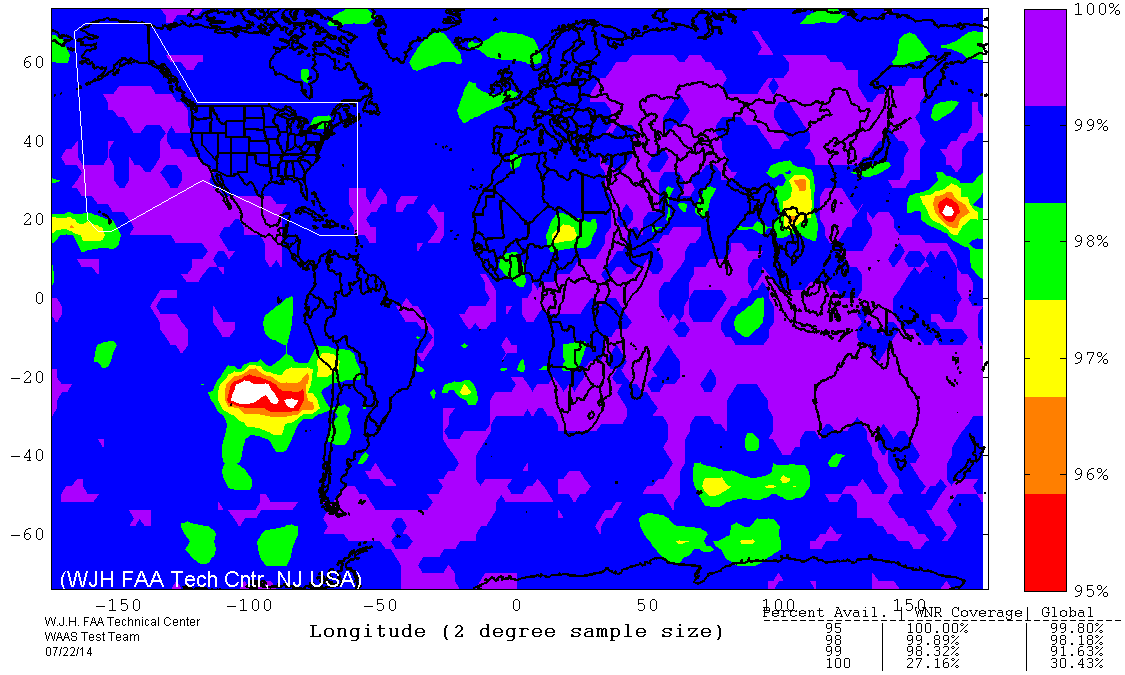 100%
99%
98%
97%
96%
95%
60
40
20
0
−20
−40
−60
(WJH FAA Tech Cntr, NJ USA)
−150 −100 −50 0 50 100 150
W.J.H. FAA Technical Center
WAAS Test Team
07/22/14
Longitude (2 degree sample size)
Percent Avail. | WNR Coverage| Global
95 | 100.00% | 99.80%
98 | 99.89% | 98.18%
99 | 98.32% | 91.63%
100 | 27.16% | 30.43%